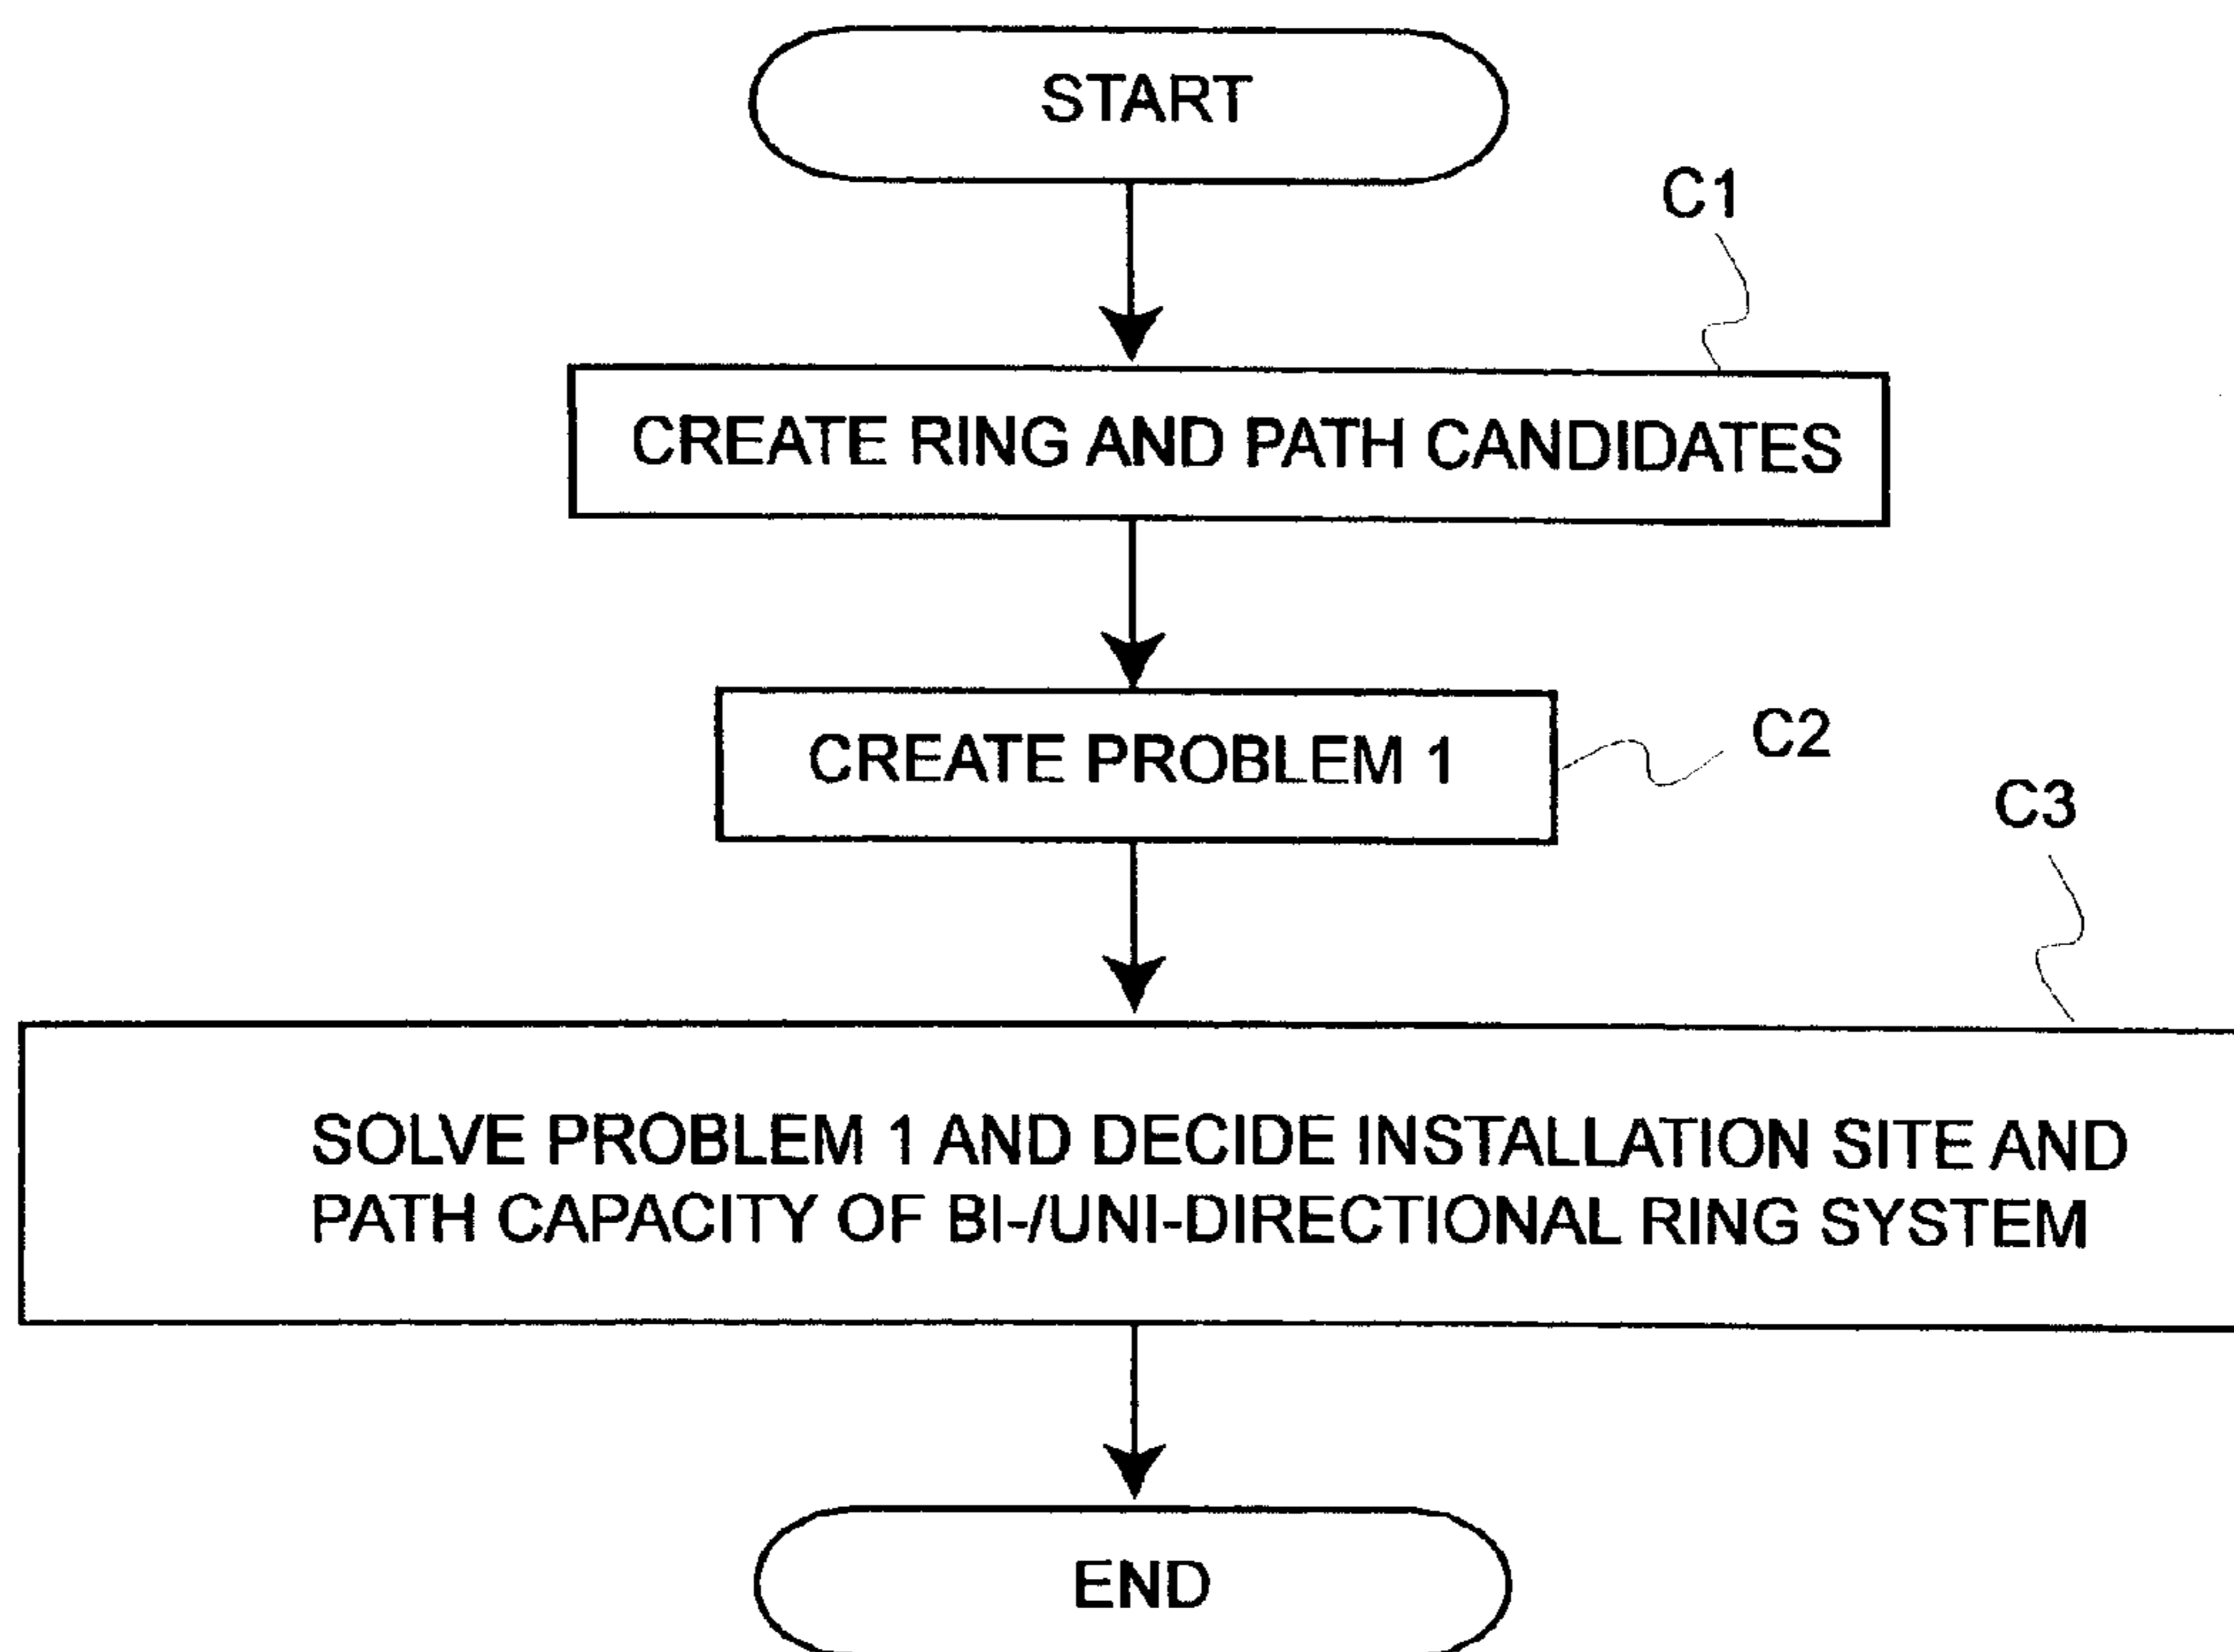 START
C1
CREATE RING AND PATH CANDIDATES
CREATE PROBLEM 1
C2
C3
SOLVE PROBLEM 1 AND DECIDE INSTALLATION SITE AND
PATH CAPACITY OF BI-/UNI-DIRECTIONAL RING SYSTEM
END